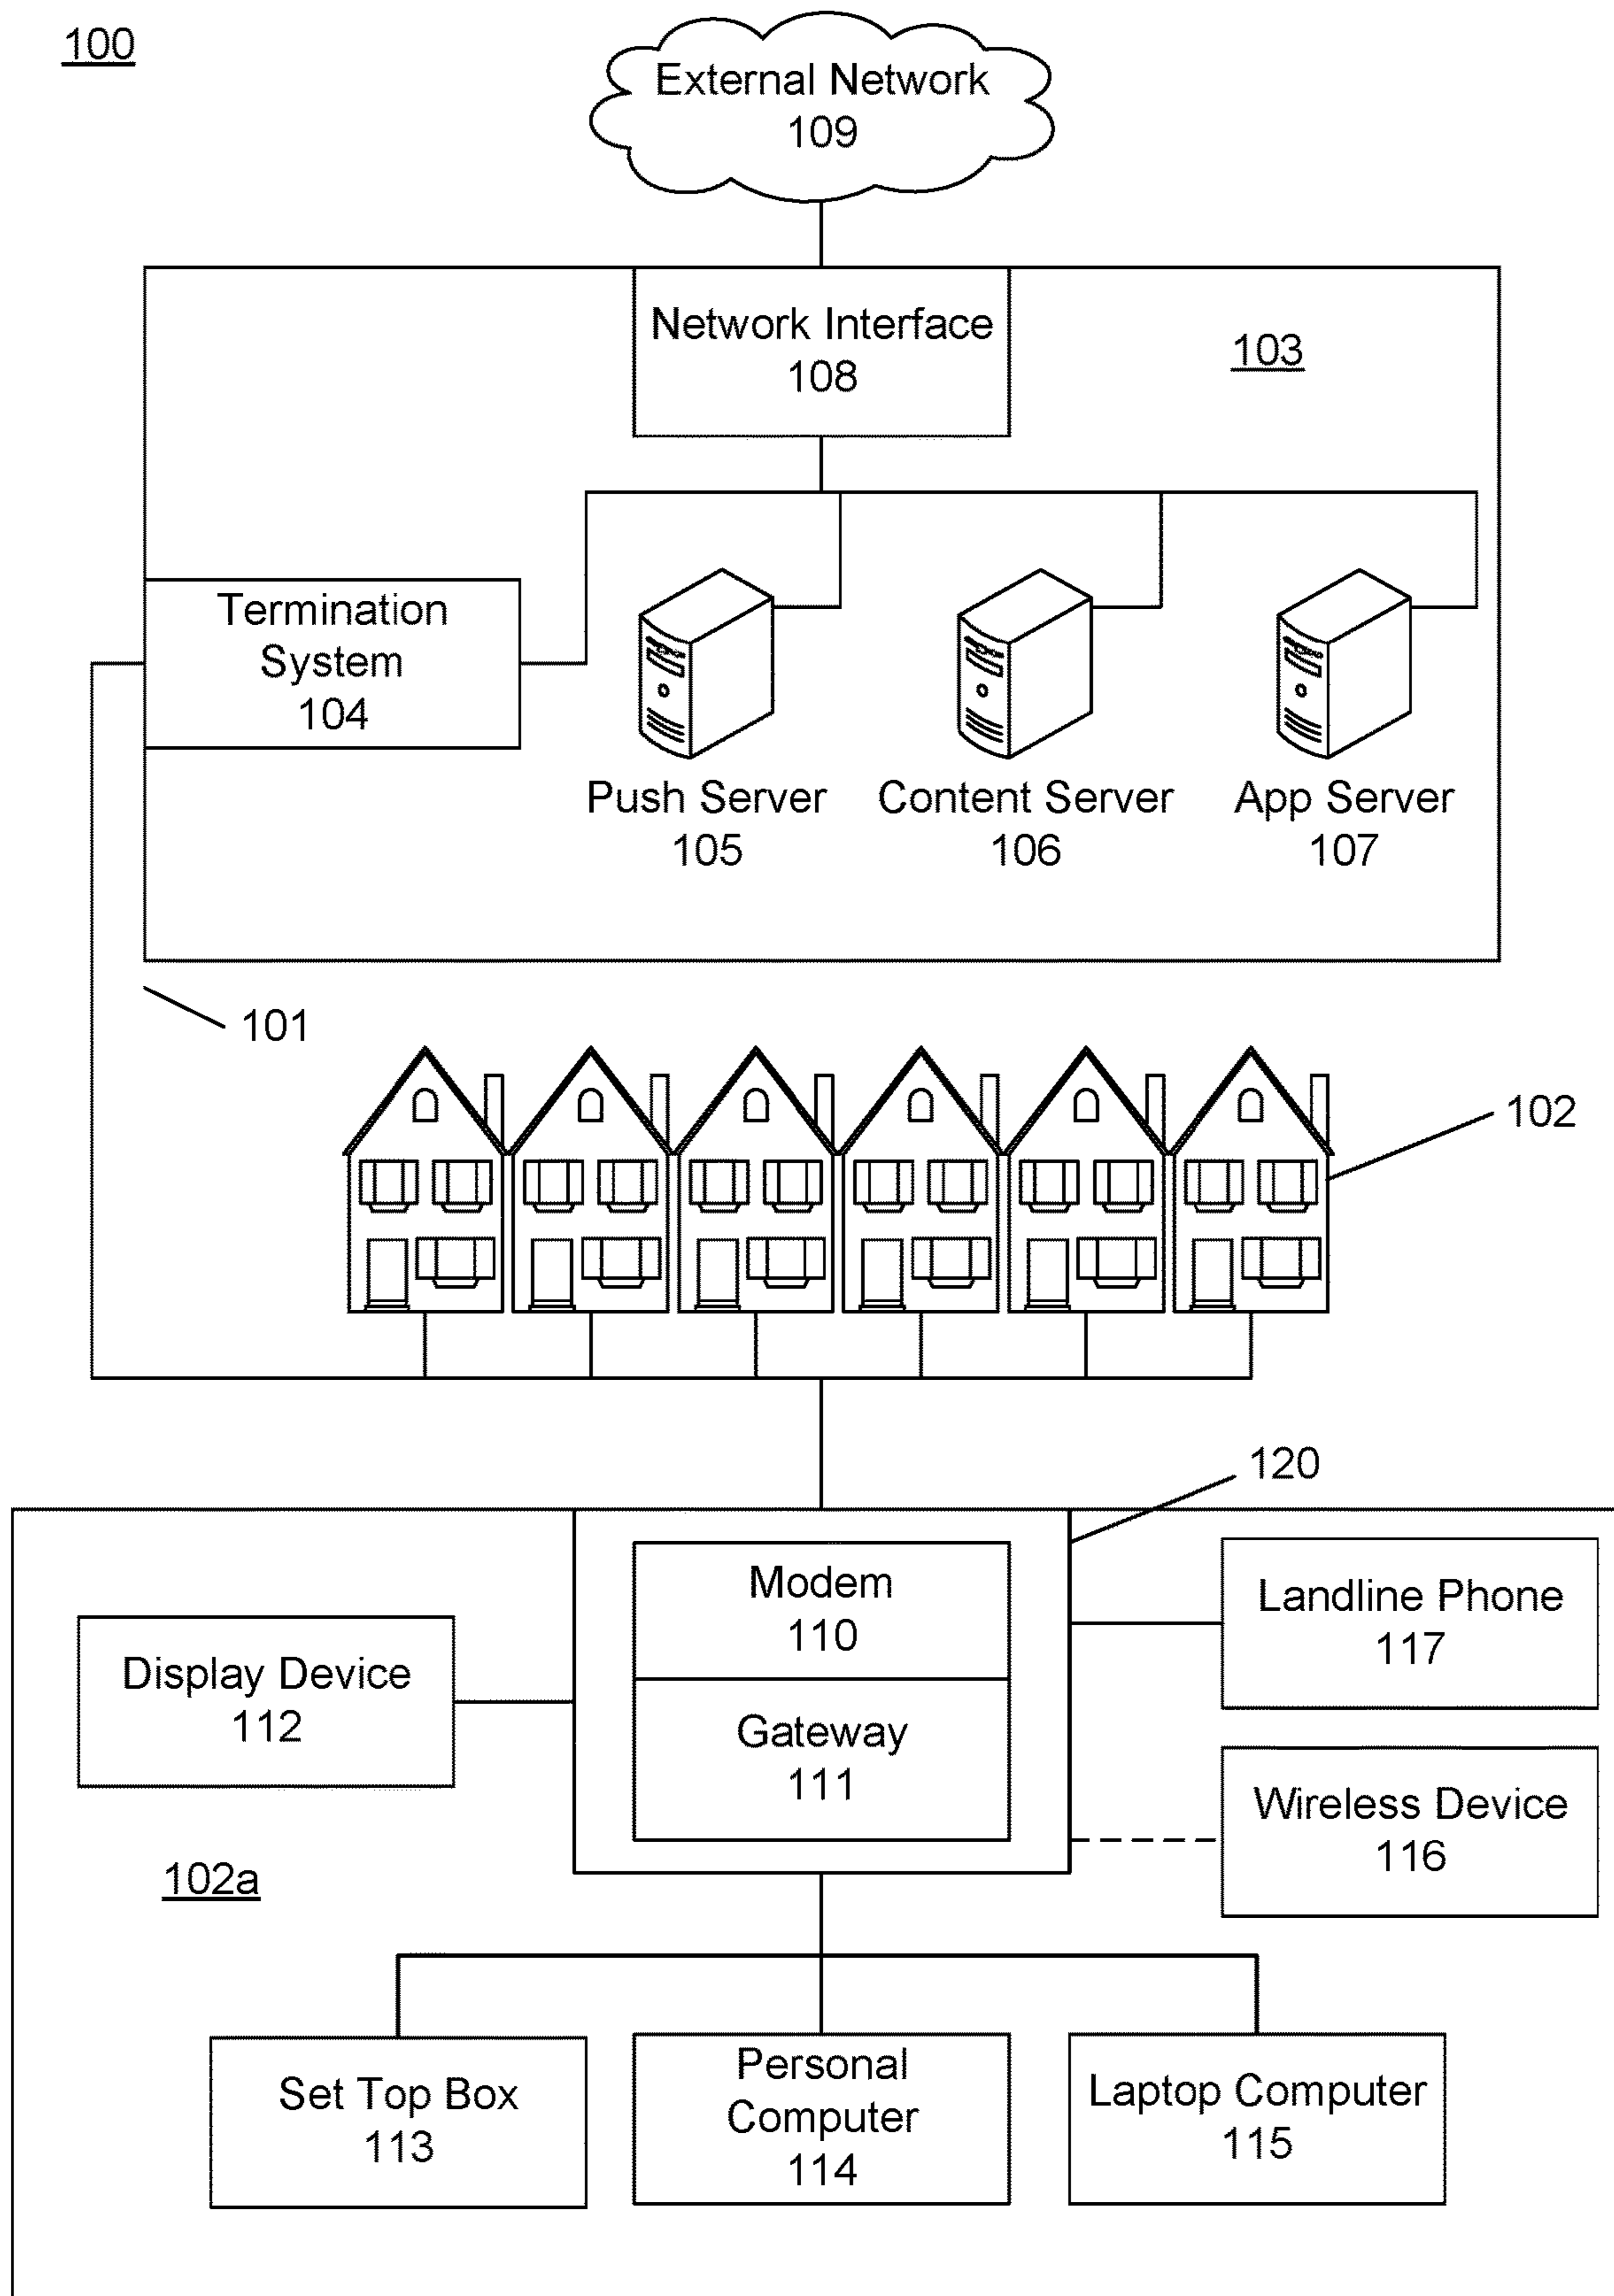 100
External Network
109
Network Interface
108
103
Termination
System
104
Push Server
105
Content Server
106
App Server
107
101
102
120
Modem
110
Gateway
111
Display Device
112
Landline Phone
117
Wireless Device
116
102a
Set Top Box
113
Personal
Computer
114
Laptop Computer
115